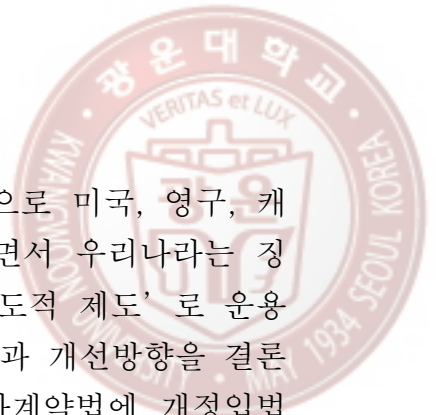 광운대학교
VERITAS et LUX
KWANGWOON UNIVERSITY • MAY 1934 SEOUL KOREA
으로 미국, 영구, 캐
면서 우리나라는 징
도적 제도’ 로 운용
과 개선방향을 결론
계약법에 개정입법